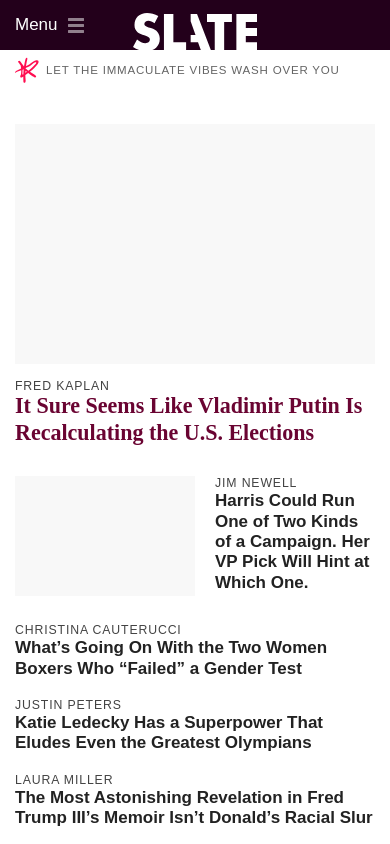 Menu
SLATE
LET THE IMMACULATE VIBES WASH OVER YOU
FRED KAPLAN
It Sure Seems Like Vladimir Putin Is
Recalculating the U.S. Elections
JIM NEWELL
Harris Could Run
One of Two Kinds
of a Campaign. Her
VP Pick Will Hint at
Which One.
CHRISTINA CAUTERUCCI
What’s Going On With the Two Women
Boxers Who “Failed” a Gender Test
JUSTIN PETERS
Katie Ledecky Has a Superpower That
Eludes Even the Greatest Olympians
LAURA MILLER
The Most Astonishing Revelation in Fred
Trump III’s Memoir Isn’t Donald’s Racial Slur